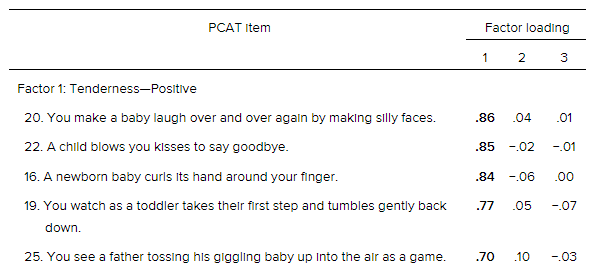 PCAT item Factor loading
1 2 3
Factor 1: Tenderness—Positive
20. You make a baby laugh over and over again by making silly faces. .86 .04 .01
22. A child blows you kisses to say goodbye. .85 −.02 −.01
16. A newborn baby curls its hand around your finger. .84 −.06 .00
19. You watch as a toddler takes their first step and tumbles gently back .77 .05 −.07
down.
25. You see a father tossing his giggling baby up into the air as a game. .70 .10 −.03